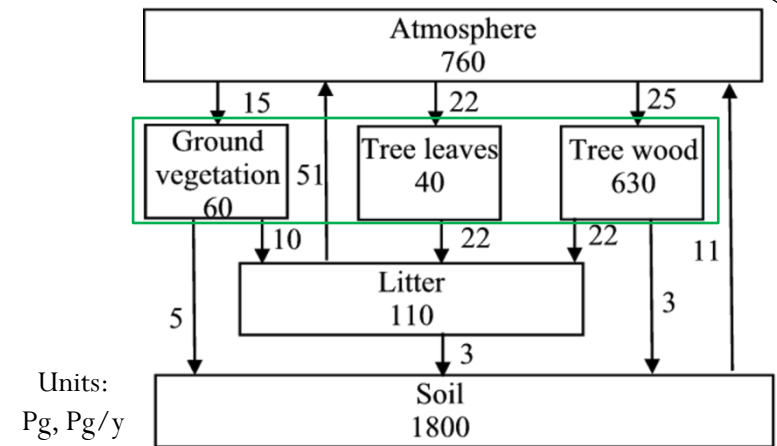 Atmosphere
760
15
22
25
Ground
vegetation
60
51
Tree leaves
40
Tree wood
630
10
22
22
11
Litter
110
5
3
3
Units:
Pg, Pg/y
Soil
1800